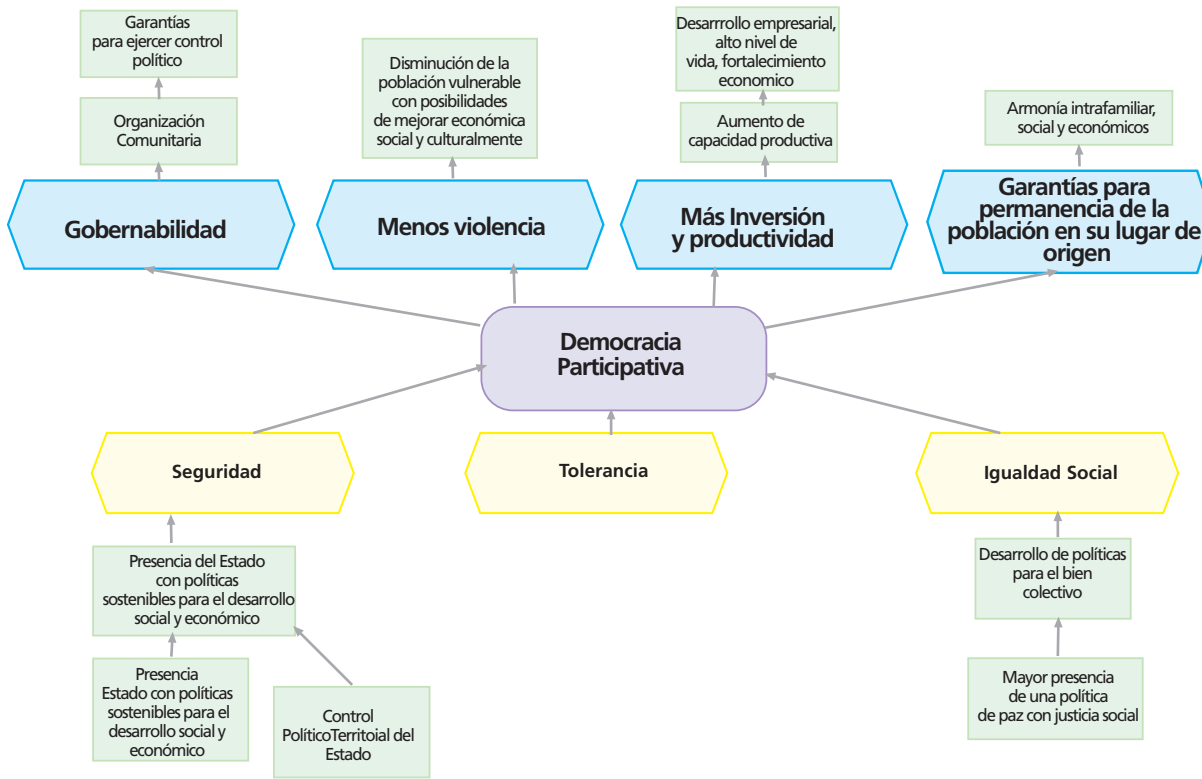 Garantías
para ejercer control
político
Organización
Comunitaria
Gobernabilidad
Disminución de la
población vulnerable
con posibilidades
de mejorar económica
social y culturalmente
Menos violencia
Desarrrollo empresarial,
alto nivel de
vida, fortalecimiento
economico
Aumento de
capacidad productiva
Más Inversión
y productividad
Armonía intrafamiliar,
social y económicos
Garantías para
permanencia de la
población en su lugar de
origen
Democracia
Participativa
Seguridad
Tolerancia
Igualdad Social
Presencia del Estado
con políticas
sostenibles para el desarrollo
social y económico
Presencia
Estado con políticas
sostenibles para el
desarrollo social y
económico
Control
PolíticoTerritoial del
Estado
Desarrollo de políticas
para el bien
colectivo
Mayor presencia
de una política
de paz con justicia social